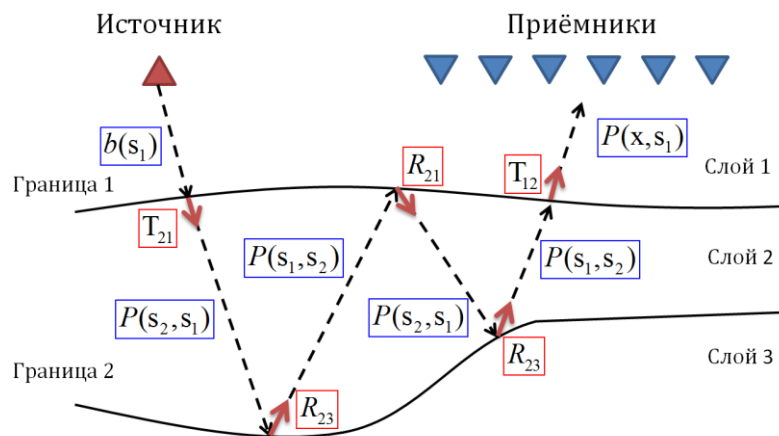 Источник Приёмники
b(s₁)
P(x,s₁)
R₂₁
T₁₂
Слой 1
Граница 1
T₂₁
P(s₁,s₂)
P(s₁,s₂)
Слой 2
P(s₂,s₁)
P(s₂,s₁)
R₂₃
Слой 3
Граница 2
R₂₃